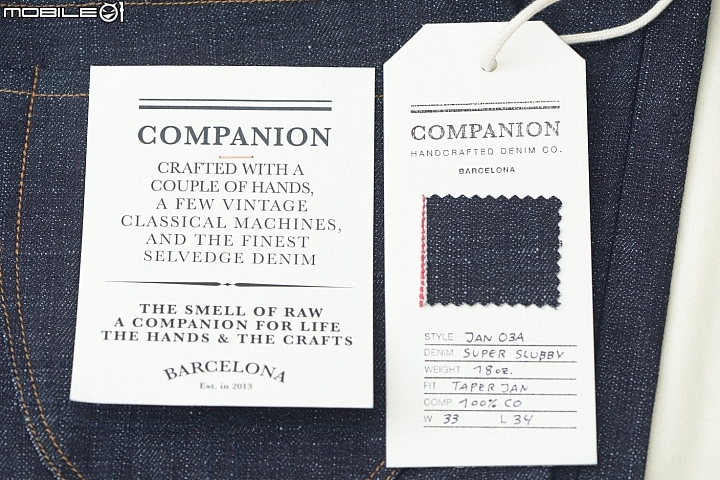 MOBILE01
COMPANION
CRAFTED WITH A
COUPLE OF HANDS,
A FEW VINTAGE
CLASSICAL MACHINES,
AND THE FINEST
SELVEDGE DENIM
THE SMELL OF RAW
A COMPANION FOR LIFE
THE HANDS & THE CRAFTS
BARCELONA
Est. in 2013
COMPANION
HANDCRAFTED DENIM CO.
BARCELONA
STYLE JAN 03A
DENIM SUPER SLUBBY
WEIGHT 18oz.
FIT TAPER JAN
COMP 100% CO
W 33 L 34